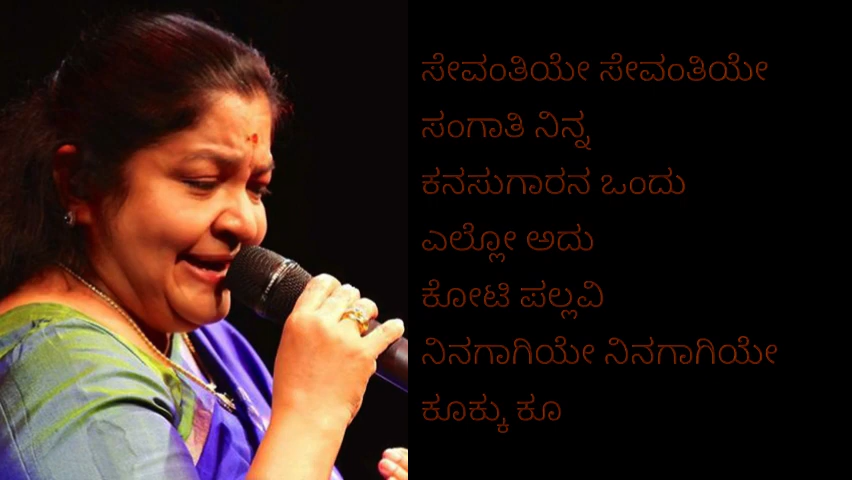 ಸೇವಂತಿಯೇ ಸೇವಂತಿಯೇ
ಸಂಗಾತಿ ನಿನ್ನ
ಕನಸುಗಾರನ ಒಂದು
ಎಲ್ಲೋ ಅದು
ಕೋಟಿ ಪಲ್ಲವಿ
ನಿನಗಾಗಿಯೇ ನಿನಗಾಗಿಯೇ
ಕೂಕ್ಕು ಕೂ